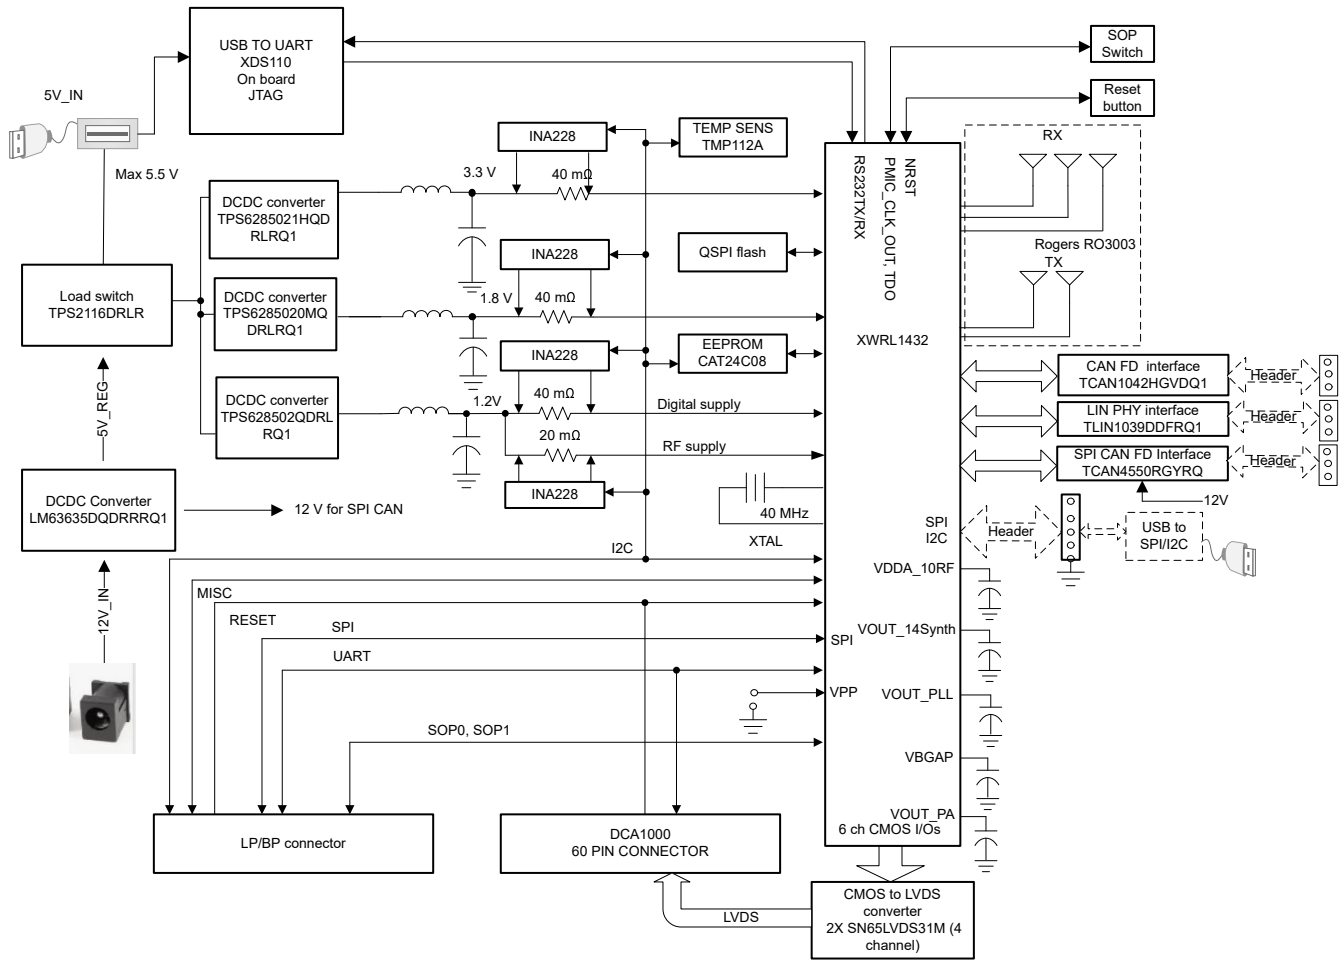 USB TO UART
XDS110
On board
JTAG
SOP
Switch
Reset
button
5V_IN
Max 5.5 V
INA228
TEMP SENS
TMP112A
RS232TX/RX
PMIC_CLK_OUT, TDO
NRST
RX
Rogers RO3003
TX
DCDC converter
TPS6285021HQD
RLRQ1
3.3 V
40 mΩ
INA228
QSPI flash
Load switch
TPS2116DRLR
DCDC converter
TPS6285020MQ
DRLRQ1
1.8 V
40 mΩ
XWRL1432
INA228
EEPROM
CAT24C08
CAN FD interface
TCAN1042HGVDQ1
Header
5V_REG
DCDC converter
TPS628502QDRL
RQ1
1.2V
40 mΩ
Digital supply
LIN PHY interface
TLIN1039DDFRQ1
Header
20 mΩ
RF supply
SPI CAN FD Interface
TCAN4550RGYRQ
Header
INA228
12V
DCDC Converter
LM63635DQDRRRQ1
12 V for SPI CAN
40 MHz
XTAL
SPI
I2C
Header
USB to
SPI/I2C
I2C
VDDA_10RF
12V_IN
MISC
RESET
SPI
SPI
VOUT_14Synth
UART
VPP
VOUT_PLL
SOP0, SOP1
VBGAP
VOUT_PA
6 ch CMOS I/Os
LP/BP connector
DCA1000
60 PIN CONNECTOR
LVDS
CMOS to LVDS
converter
2X SN65LVDS31M (4
channel)